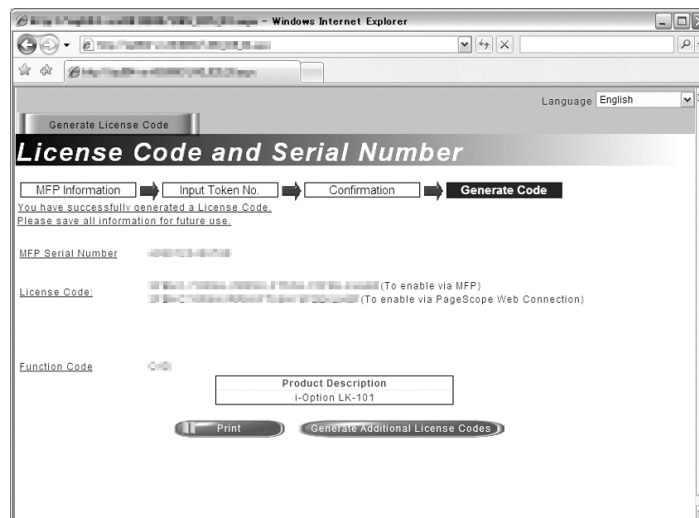 - Windows Internet Explorer
Language English
Generate License Code
License Code and Serial Number
MFP Information Input Token No. Confirmation Generate Code
You have successfully generated a License Code.
Please save all information for future use.
MFP Serial Number
License Code: (To enable via MFP)
(To enable via PageScope Web Connection)
Function Code
Product Description
i-Option LK-101
Print Generate Additional License Codes